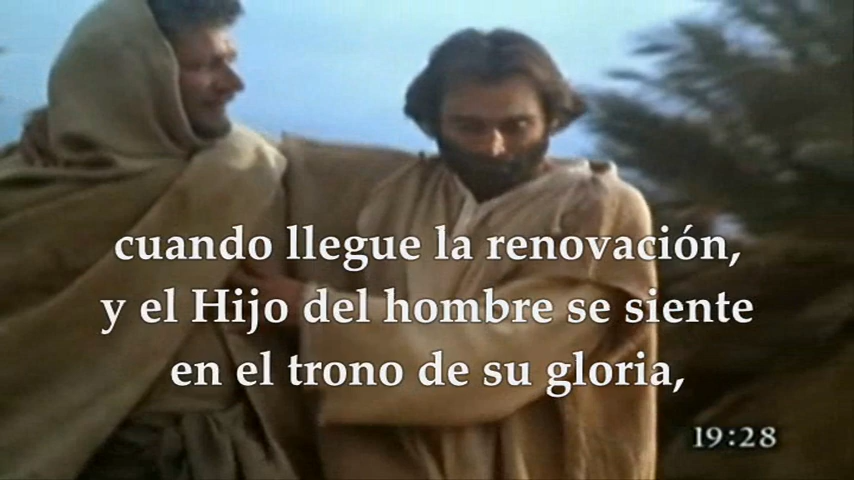 cuando llegue la renovación,
y el Hijo del hombre se siente
en el trono de su gloria,
19:28